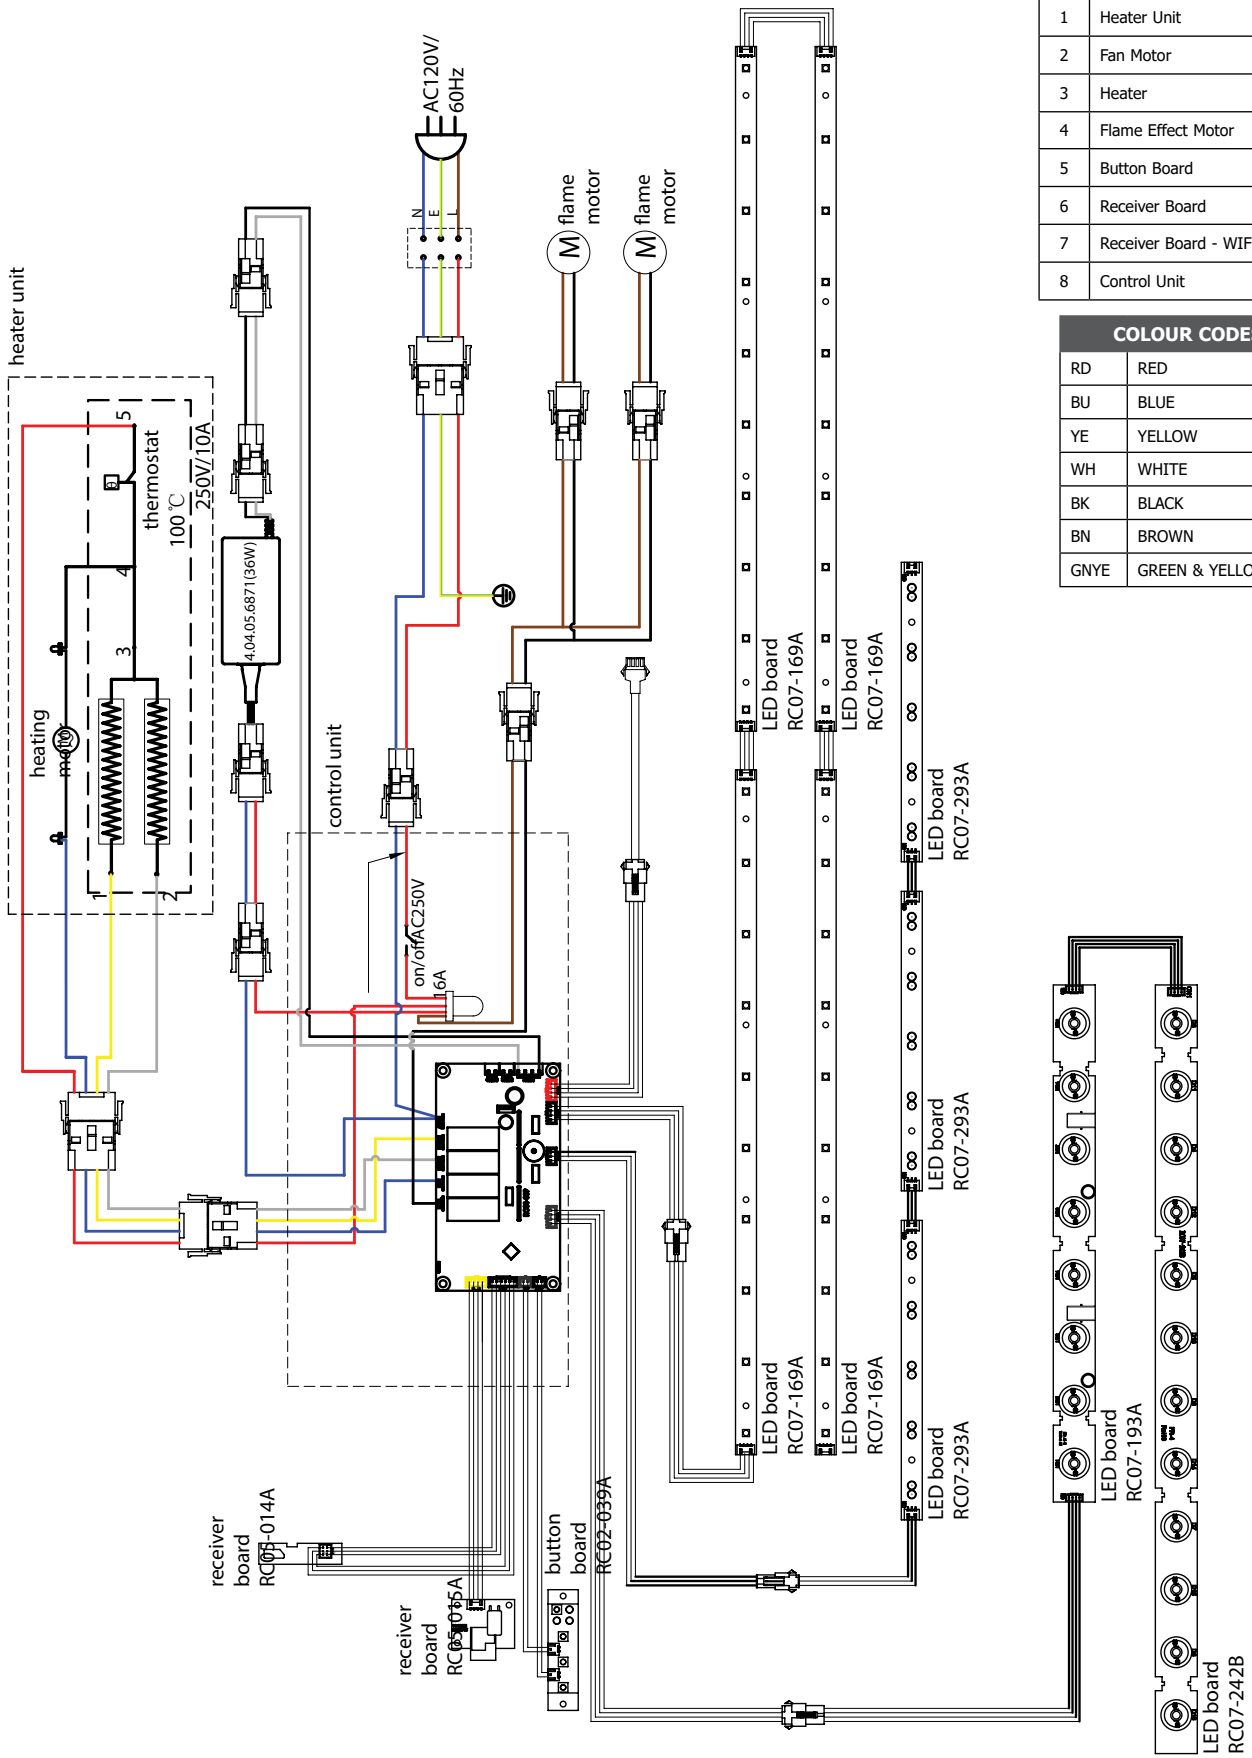 1 Heater Unit
2 Fan Motor
3 Heater
4 Flame Effect Motor
5 Button Board
6 Receiver Board
7 Receiver Board - WIF
8 Control Unit
COLOUR CODE
RD RED
BU BLUE
YE YELLOW
WH WHITE
BK BLACK
BN BROWN
GNYE GREEN & YELLO
heater unit
5
thermostat
100 ℃
250V/10A
4
3
heating
motor
1
2
4.04.05.6871(36W)
AC120V/
60Hz
N
E
L
M
flame
motor
M
flame
motor
control unit
on/off
AC250V
16A
LED board
RC07-169A
LED board
RC07-169A
LED board
RC07-169A
LED board
RC07-169A
LED board
RC07-293A
LED board
RC07-293A
LED board
RC07-293A
LED board
RC07-193A
LED board
RC07-242B
receiver
board
RC05-014A
receiver
board
RC05-015A
button
board
RC02-039A